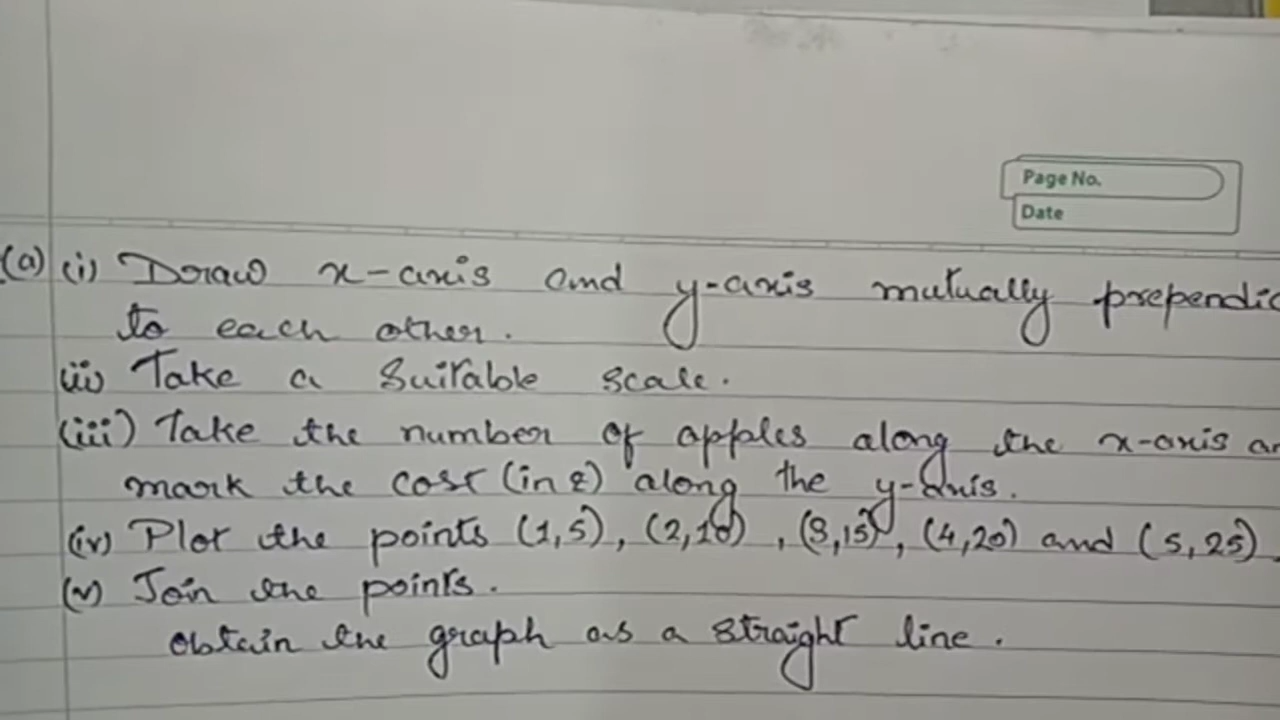 Page No.
Date
(a) (i) Draw x-axis and y-axis mutually prependic
to each other.
(ii) Take a Suitable scale.
(iii) Take the number of apples along the x-axis an
mark the cost (in ₹) along the y-axis.
(iv) Plot the points (1,5), (2,10), (3,15), (4,20) and (5,25).
(v) Join the points.
obtain the graph as a straight line.